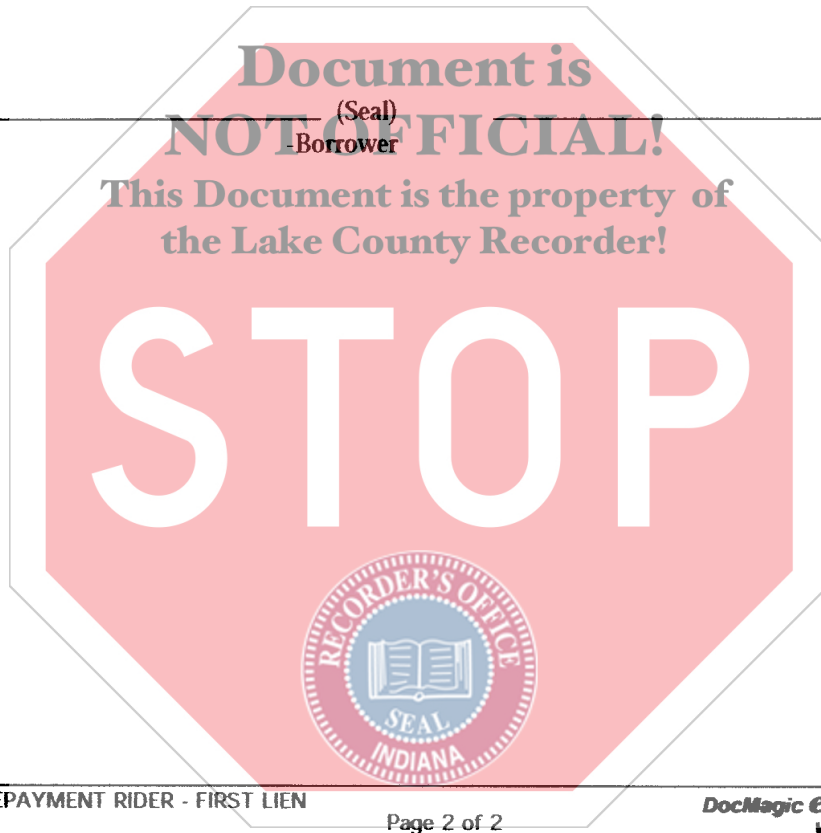 Document is
(Seal)
NOT OFFICIAL!
-Borrower
This Document is the property of
the Lake County Recorder!
STOP
RECORDER'S OFFICE
SEAL
INDIANA
EPAYMENT RIDER - FIRST LIEN
DocMagic
Page 2 of 2